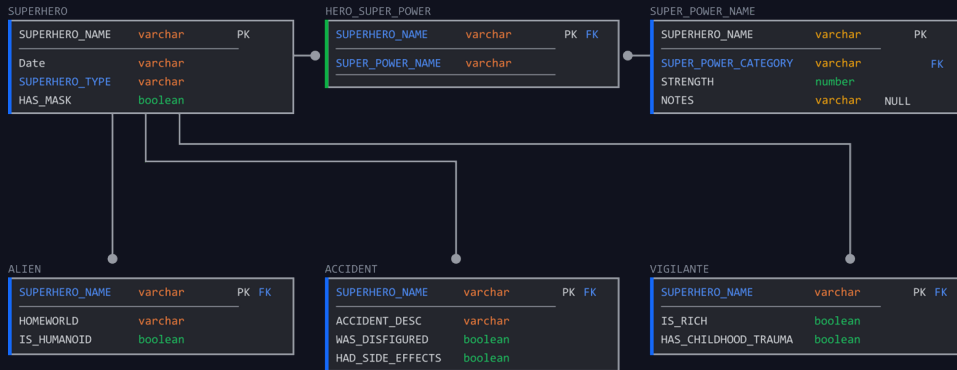 SUPERHERO
SUPERHERO_NAME varchar PK
Date varchar
SUPERHERO_TYPE varchar
HAS_MASK boolean
HERO_SUPER_POWER
SUPERHERO_NAME varchar PK FK
SUPER_POWER_NAME varchar
SUPER_POWER_NAME
SUPERHERO_NAME varchar PK
SUPER_POWER_CATEGORY varchar FK
STRENGTH number
NOTES varchar NULL
ALIEN
SUPERHERO_NAME varchar PK FK
HOMEWORLD varchar
IS_HUMANOID boolean
ACCIDENT
SUPERHERO_NAME varchar PK FK
ACCIDENT_DESC varchar
WAS_DISFIGURED boolean
HAD_SIDE_EFFECTS boolean
VIGILANTE
SUPERHERO_NAME varchar PK FK
IS_RICH boolean
HAS_CHILDHOOD_TRAUMA boolean